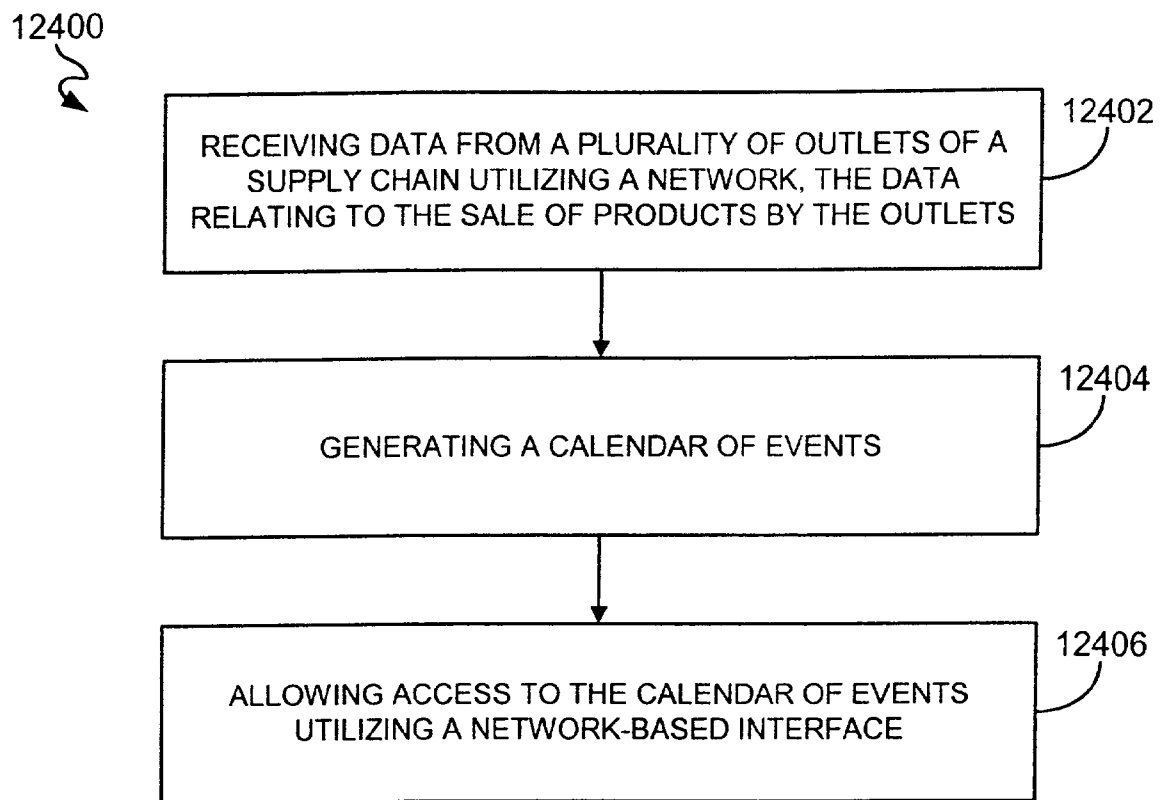 12400
12402
RECEIVING DATA FROM A PLURALITY OF OUTLETS OF A
SUPPLY CHAIN UTILIZING A NETWORK, THE DATA
RELATING TO THE SALE OF PRODUCTS BY THE OUTLETS
12404
GENERATING A CALENDAR OF EVENTS
12406
ALLOWING ACCESS TO THE CALENDAR OF EVENTS
UTILIZING A NETWORK-BASED INTERFACE